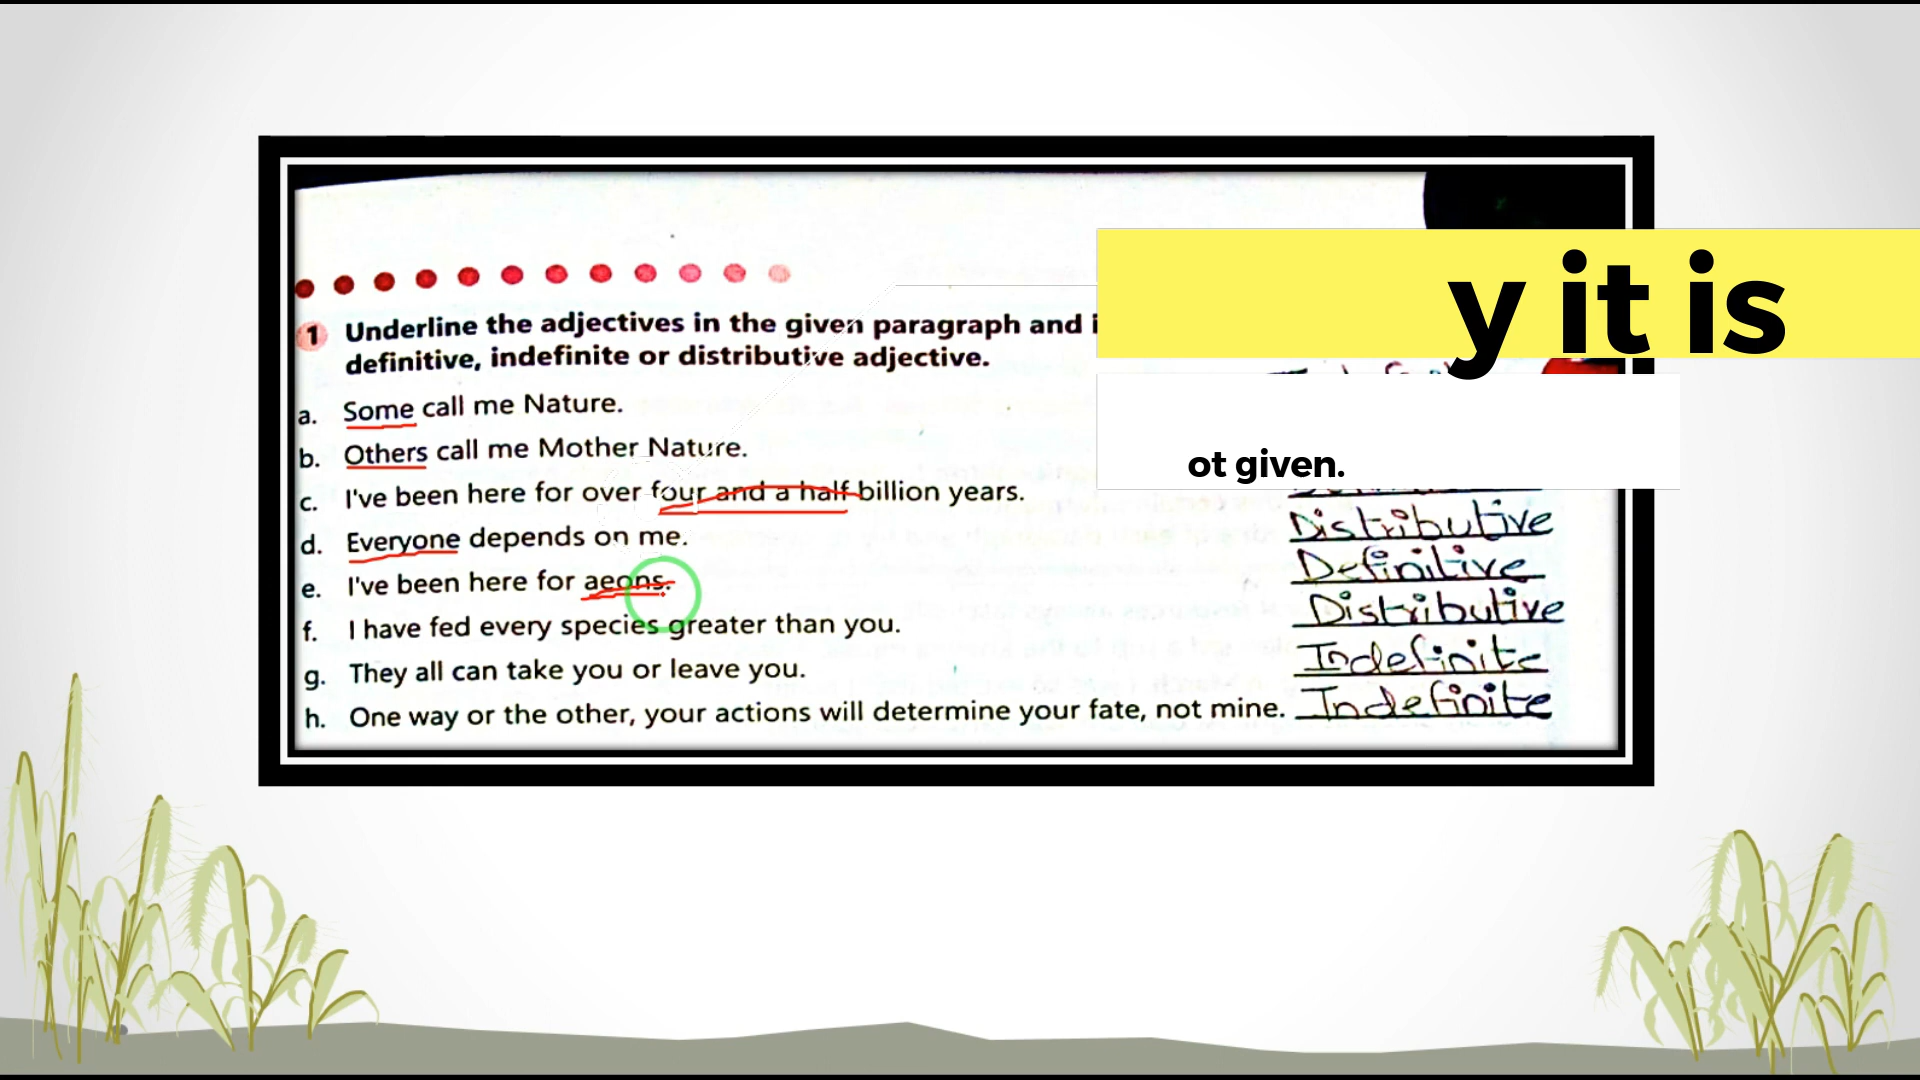 y it is
1 Underline the adjectives in the given paragraph and i
definitive, indefinite or distributive adjective.
a. Some call me Nature.
b. Others call me Mother Nature.
ot given.
c. I've been here for over four and a half billion years.
d. Everyone depends on me. Distributive
e. I've been here for aeons. Definitive
f. I have fed every species greater than you. Distributive
g. They all can take you or leave you. Indefinite
h. One way or the other, your actions will determine your fate, not mine. Indefinite